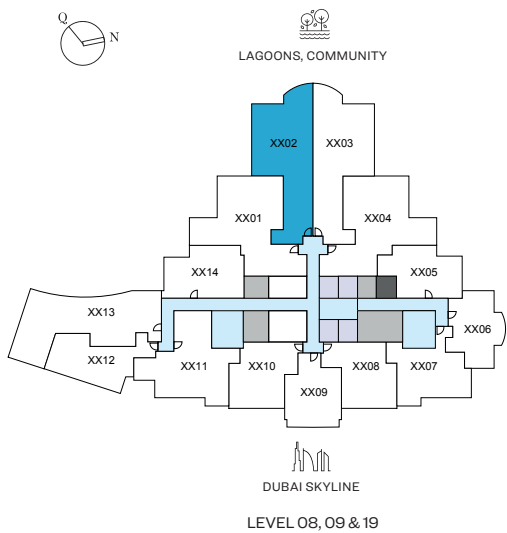 Q
N
LAGOONS, COMMUNITY
XX02
XX03
XX01
XX04
XX14
XX05
XX13
XX06
XX12
XX11
XX10
XX08
XX07
XX09
DUBAI SKYLINE
LEVEL 08, 09 & 19